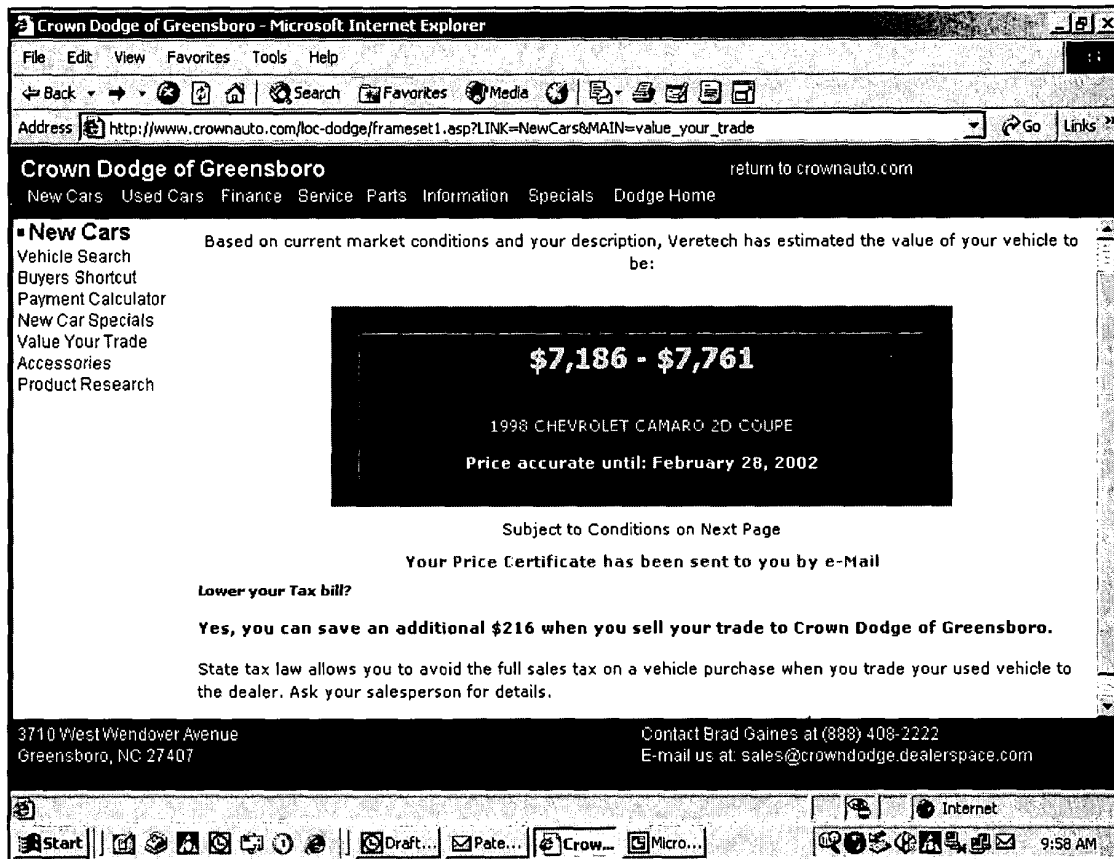 Crown Dodge of Greensboro - Microsoft Internet Explorer
File Edit View Favorites Tools Help
Back Search Favorites Media
Address http://www.crownauto.com/loc-dodge/frameset1.asp?LINK=NewCars&MAIN=value_your_trade Go Links »
Crown Dodge of Greensboro return to crownauto.com
New Cars Used Cars Finance Service Parts Information Specials Dodge Home
New Cars
Vehicle Search
Buyers Shortcut
Payment Calculator
New Car Specials
Value Your Trade
Accessories
Product Research
Based on current market conditions and your description, Veretech has estimated the value of your vehicle to
be:
$7,186 - $7,761
1998 CHEVROLET CAMARO 2D COUPE
Price accurate until: February 28, 2002
Subject to Conditions on Next Page
Your Price Certificate has been sent to you by e-Mail
Lower your Tax bill?
Yes, you can save an additional $216 when you sell your trade to Crown Dodge of Greensboro.
State tax law allows you to avoid the full sales tax on a vehicle purchase when you trade your used vehicle to
the dealer. Ask your salesperson for details.
3710 West Wendover Avenue
Greensboro, NC 27407
Contact Brad Gaines at (888) 408-2222
E-mail us at: sales@crowndodge.dealerspace.com
Internet
Start Draft... Pate... Crow... Micro... 9:58 AM